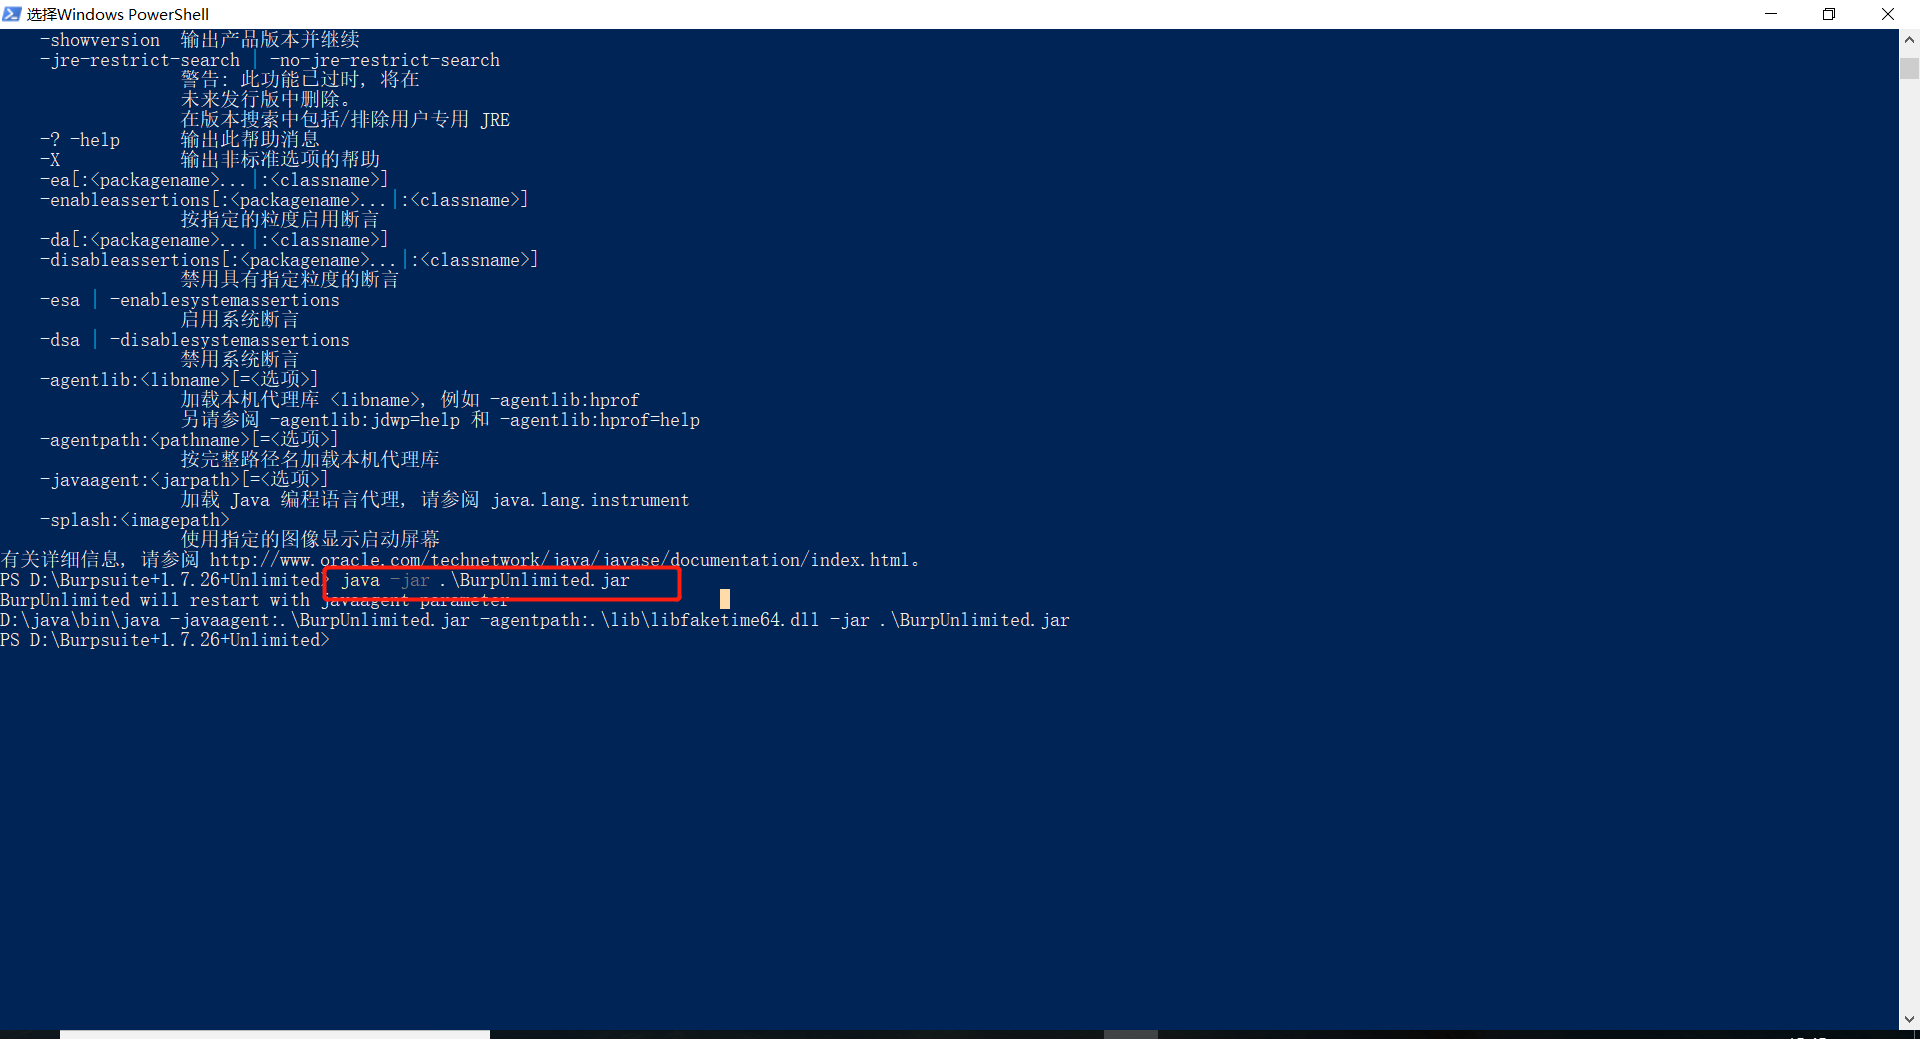 选择Windows PowerShell
-showversion 输出产品版本并继续
-jre-restrict-search | -no-jre-restrict-search
警告: 此功能已过时, 将在
未来发行版中删除。
在版本搜索中包括/排除用户专用 JRE
-? -help 输出此帮助消息
-X 输出非标准选项的帮助
-ea[:<packagename>...|:<classname>]
-enableassertions[:<packagename>...|:<classname>]
按指定的粒度启用断言
-da[:<packagename>...|:<classname>]
-disableassertions[:<packagename>...|:<classname>]
禁用具有指定粒度的断言
-esa | -enablesystemassertions
启用系统断言
-dsa | -disablesystemassertions
禁用系统断言
-agentlib:<libname>[=<选项>]
加载本机代理库 <libname>, 例如 -agentlib:hprof
另请参阅 -agentlib:jdwp=help 和 -agentlib:hprof=help
-agentpath:<pathname>[=<选项>]
按完整路径名加载本机代理库
-javaagent:<jarpath>[=<选项>]
加载 Java 编程语言代理, 请参阅 java.lang.instrument
-splash:<imagepath>
使用指定的图像显示启动屏幕
有关详细信息, 请参阅 http://www.oracle.com/technetwork/java/javase/documentation/index.html。
PS D:\Burpsuite+1.7.26+Unlimited> java -jar .\BurpUnlimited.jar
BurpUnlimited will restart with javaagent parameter
D:\java\bin\java -javaagent:.\BurpUnlimited.jar -agentpath:.\lib\libfaketime64.dll -jar .\BurpUnlimited.jar
PS D:\Burpsuite+1.7.26+Unlimited>